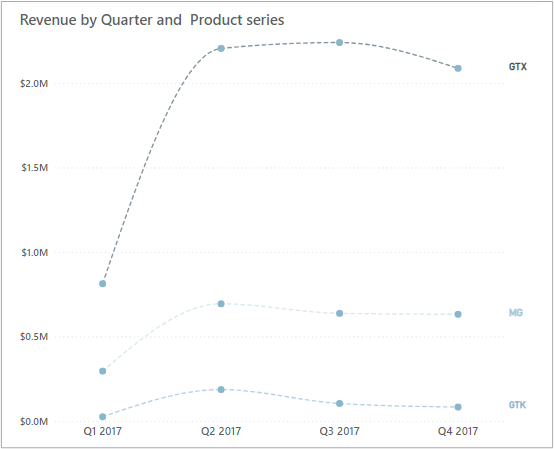 Revenue by Quarter and  Product series
GTX
$2.0M
$1.5M
$1.0M
MG
$0.5M
GTK
$0.0M
Q1 2017 Q2 2017 Q3 2017 Q4 2017